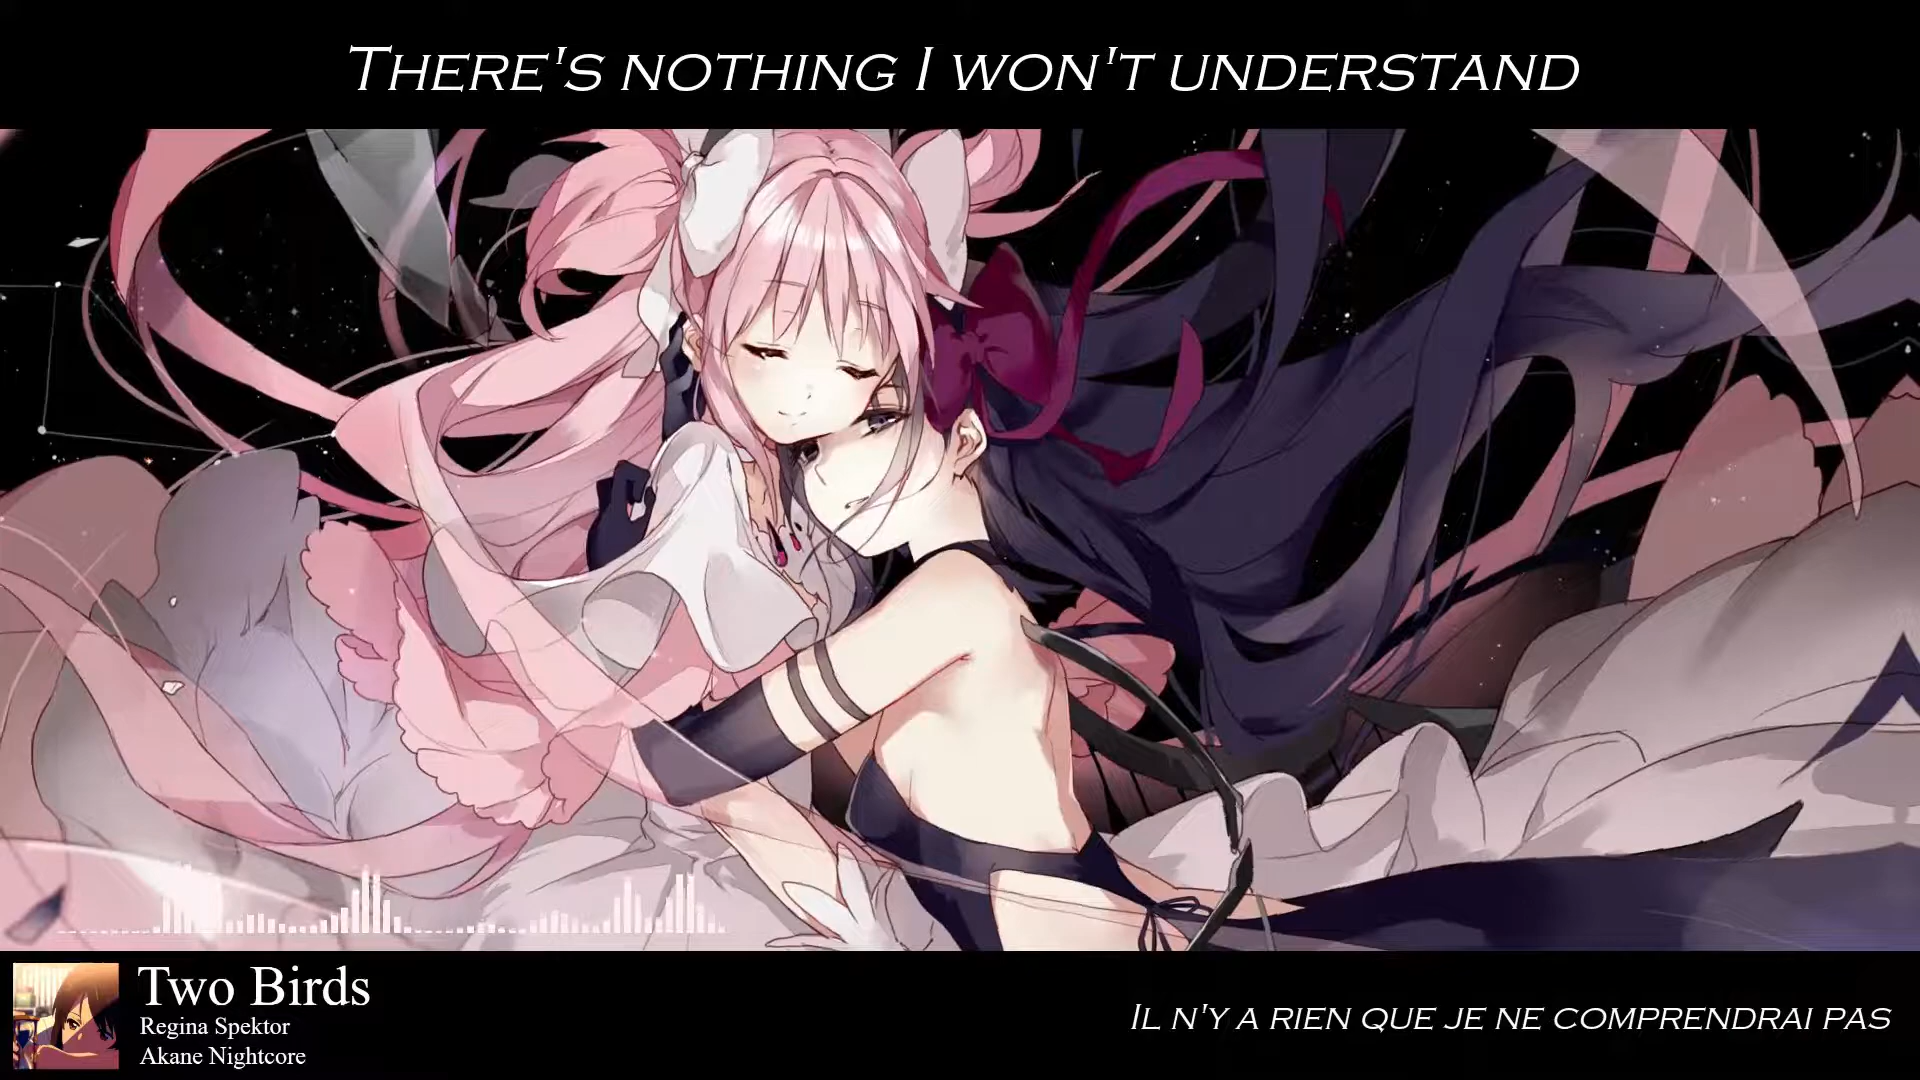 There's nothing I won't understand
Two Birds
Regina Spektor
Akane Nightcore
Il n'y a rien que je ne comprendrai pas